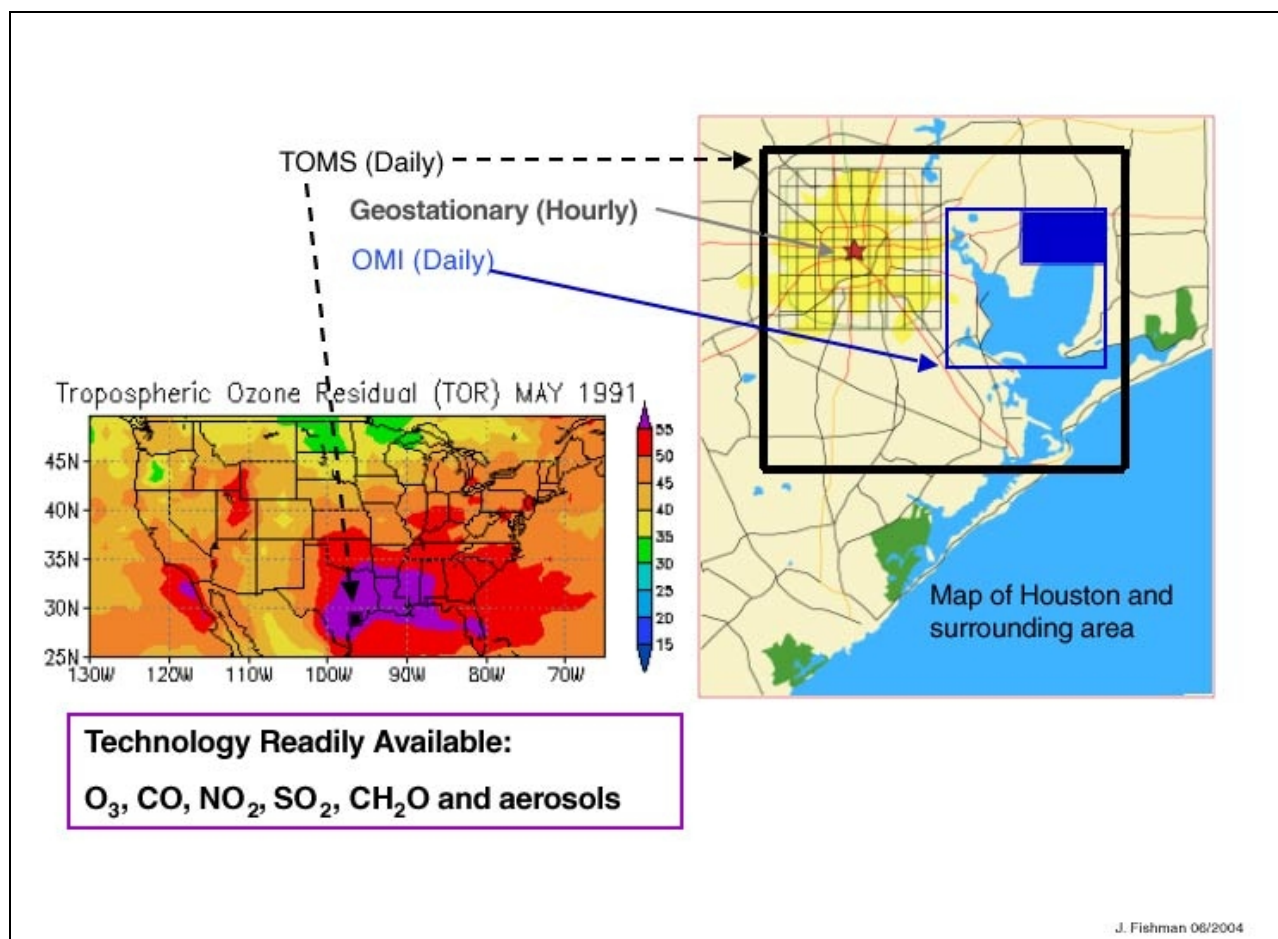 TOMS (Daily)
Geostationary (Hourly)
OMI (Daily)
Tropospheric Ozone Residual (TOR) MAY 1991
45N
40N
35N
30N
25N
130W 120W 110W 100W 90W 80W 70W
55
50
45
40
35
30
25
20
15
Map of Houston and
surrounding area
Technology Readily Available:
O₃, CO, NO₂, SO₂, CH₂O and aerosols
J. Fishman 06/2004